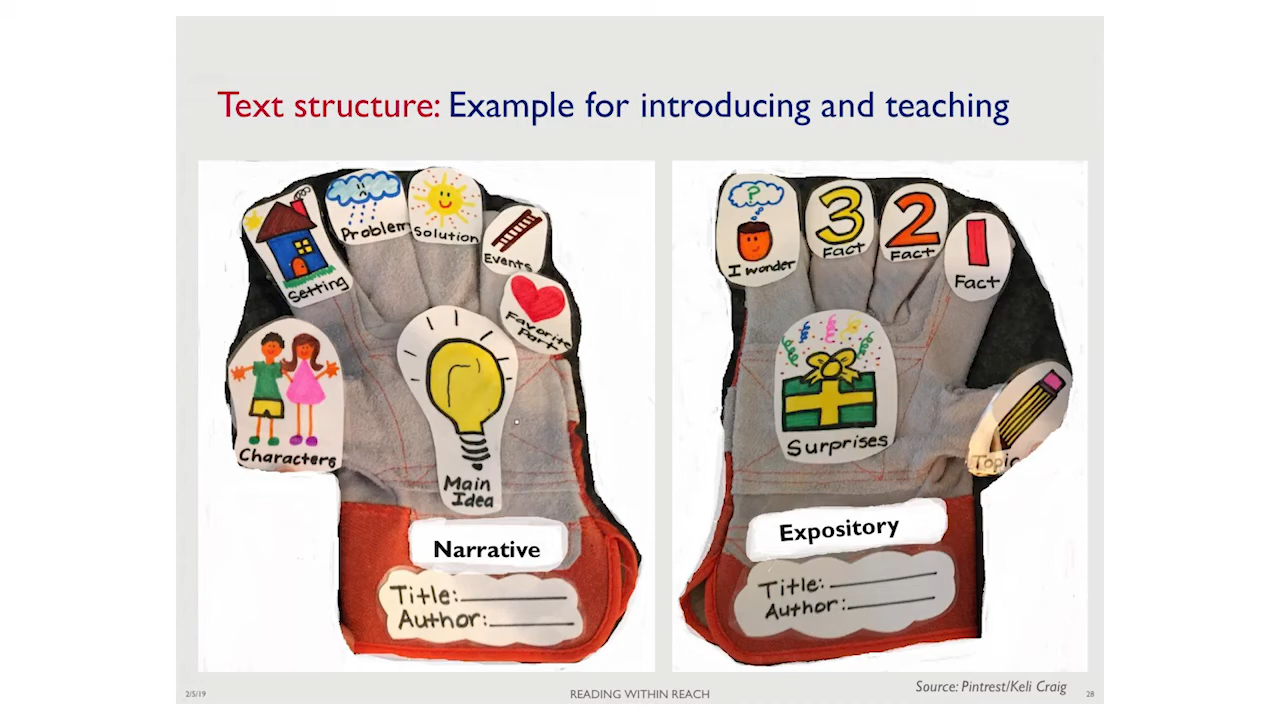 Text structure: Example for introducing and teaching
Characters
Setting
Problem
Solution
Events
Favorite
Part
Main
Idea
Narrative
Title:
Author:
?
I wonder
3
Fact
2
Fact
1
Fact
Topic
Surprises
Expository
Title:
Author:
Source: Pintrest/Keli Craig
2/5/19
READING WITHIN REACH
28